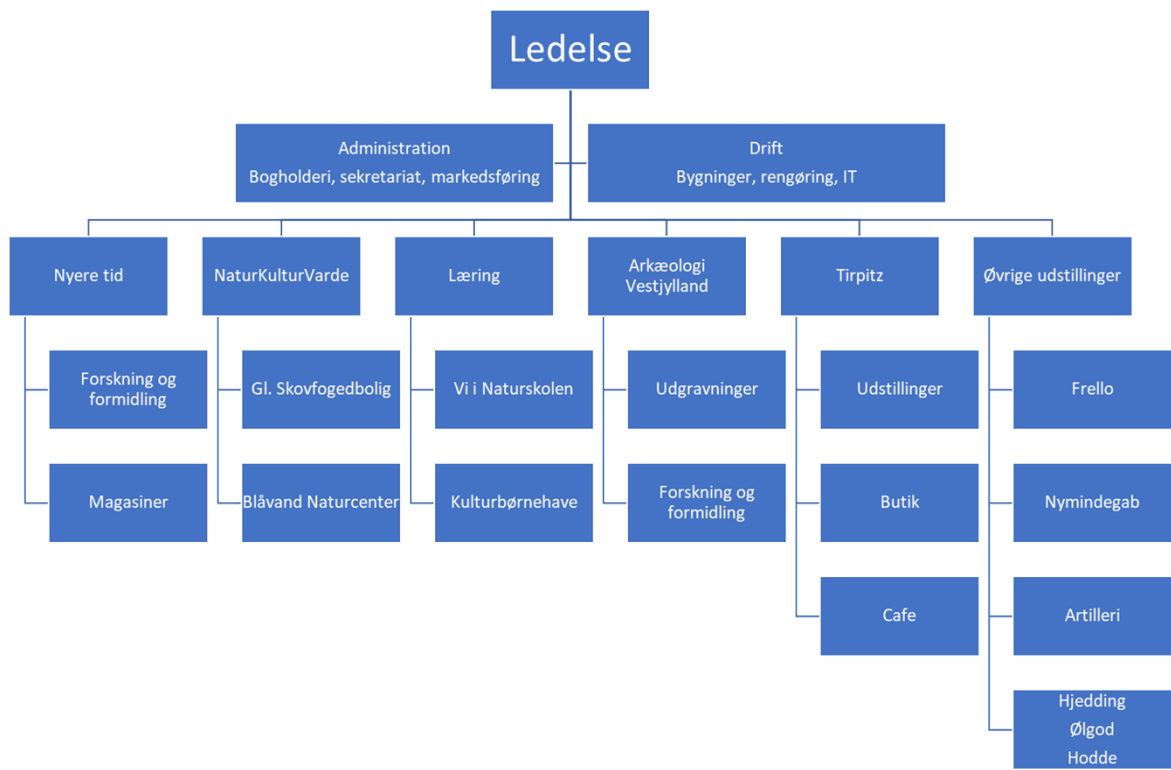 Ledelse
Administration
Bogholderi, sekretariat, markedsføring
Drift
Bygninger, rengøring, IT
Nyere tid
NaturKulturVarde
Læring
Arkæologi
Vestjylland
Tirpitz
Øvrige udstillinger
Forskning og
formidling
Gl. Skovfogedbolig
Vi i Naturskolen
Udgravninger
Udstillinger
Frello
Magasiner
Blåvand Naturcenter
Kulturbørnehave
Forskning og
formidling
Butik
Nymindegab
Cafe
Artilleri
Hjedding
Ølgod
Hodde